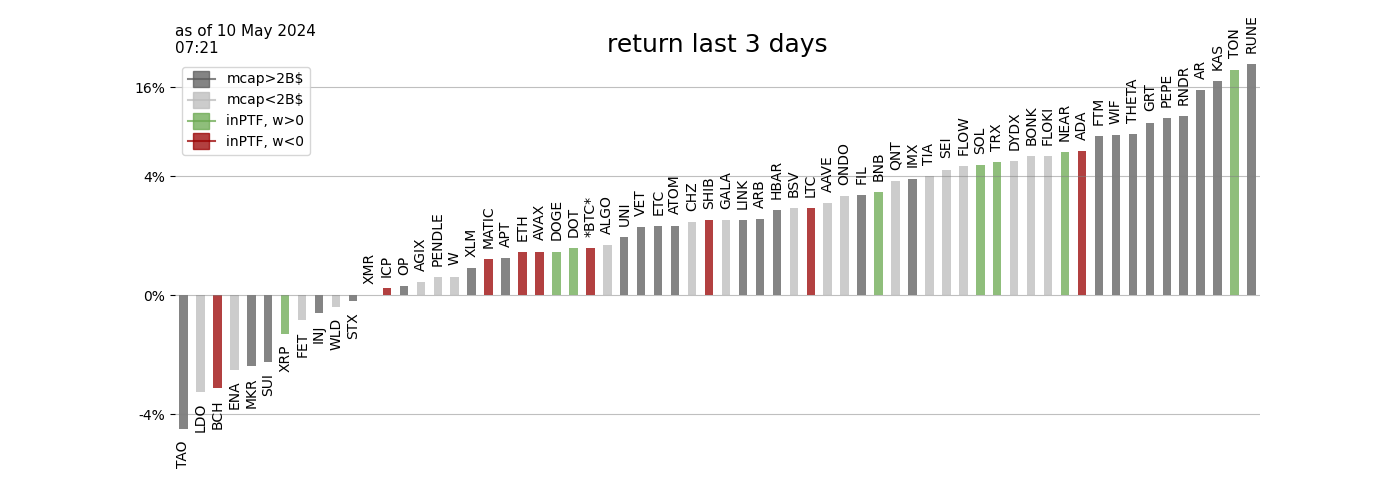 as of 10 May 2024
07:21
return last 3 days
mcap>2B$
mcap<2B$
inPTF, w>0
inPTF, w<0
16%
4%
0%
-4%
TAO
LDO
BCH
ENA
MKR
SUI
XRP
FET
INJ
WLD
STX
XMR
ICP
OP
AGIX
PENDLE
W
XLM
MATIC
APT
ETH
AVAX
DOGE
DOT
*BTC*
ALGO
UNI
VET
ETC
ATOM
CHZ
SHIB
GALA
LINK
ARB
HBAR
BSV
LTC
AAVE
ONDO
FIL
BNB
QNT
IMX
TIA
SEI
FLOW
SOL
TRX
DYDX
BONK
FLOKI
NEAR
ADA
FTM
WIF
THETA
GRT
PEPE
RNDR
AR
KAS
TON
RUNE